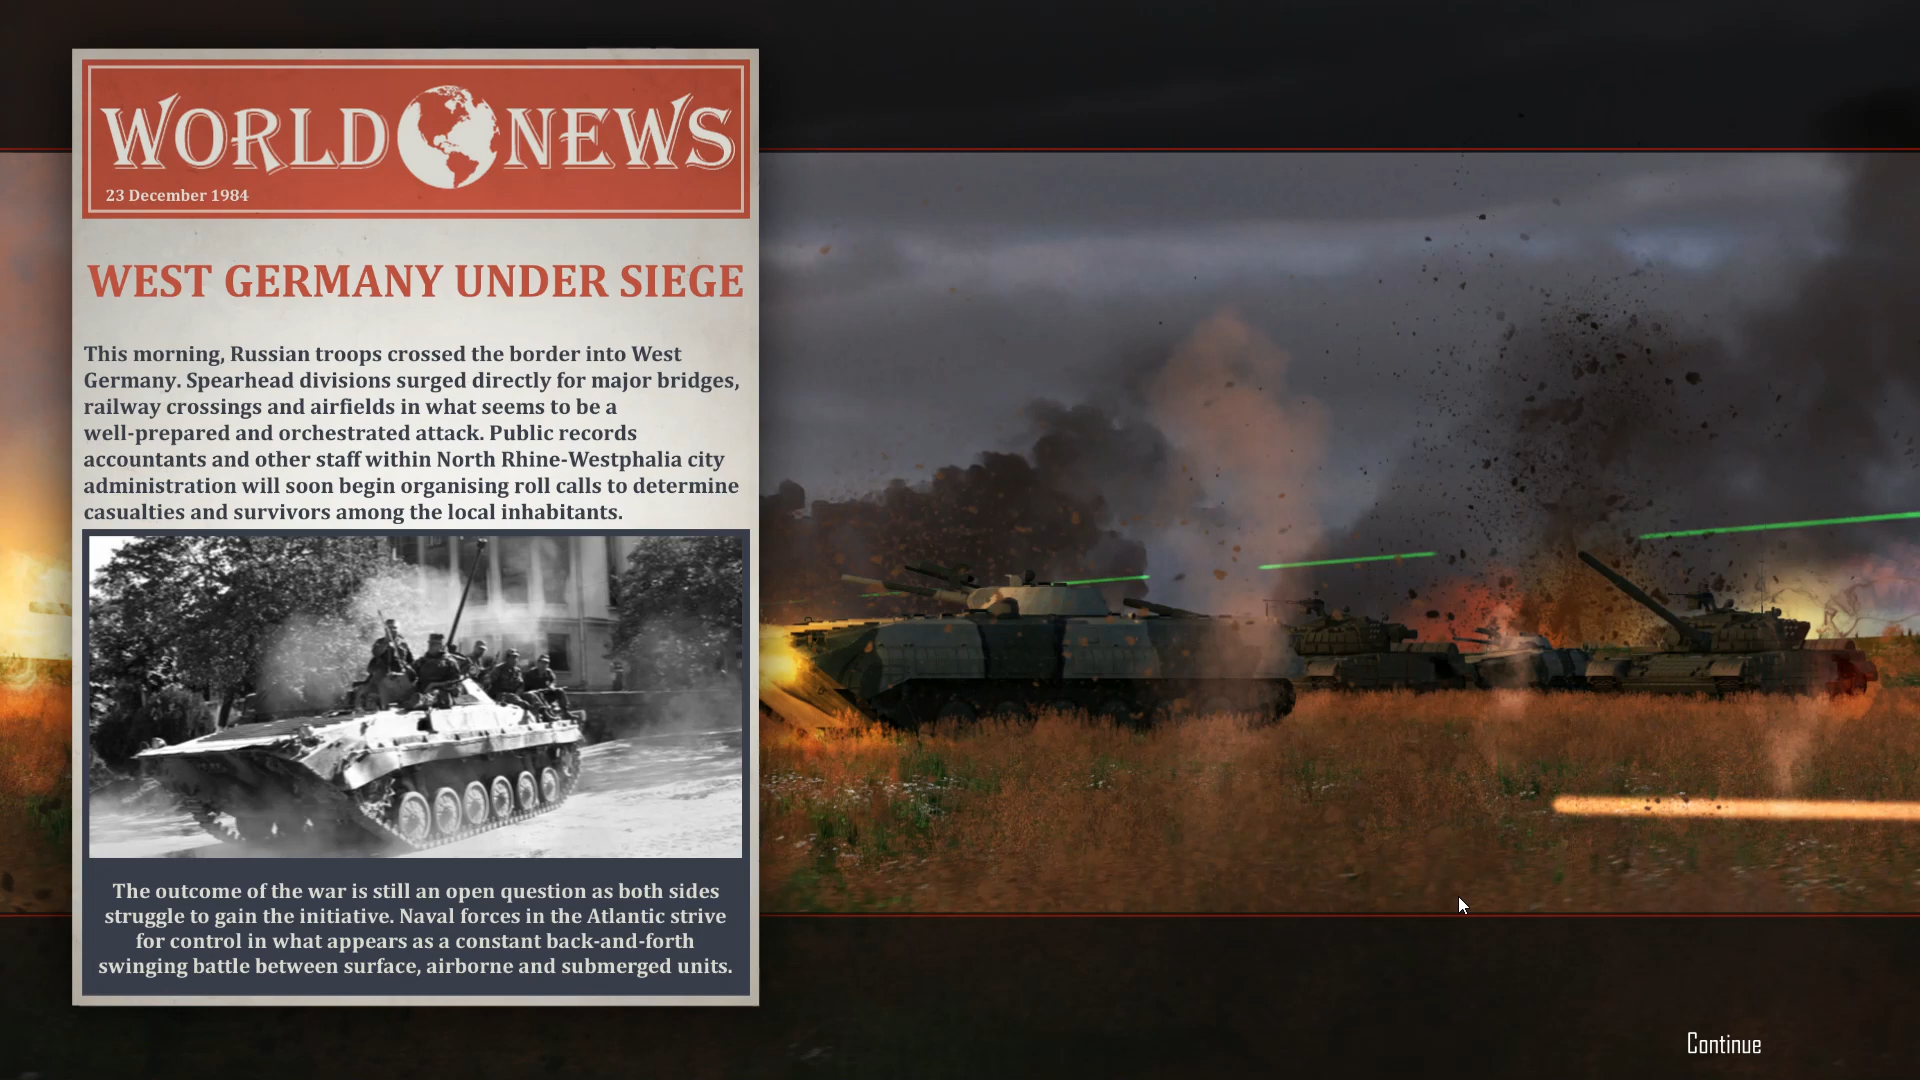 WORLD NEWS
23 December 1984
WEST GERMANY UNDER SIEGE
This morning, Russian troops crossed the border into West
Germany. Spearhead divisions surged directly for major bridges,
railway crossings and airfields in what seems to be a
well-prepared and orchestrated attack. Public records
accountants and other staff within North Rhine-Westphalia city
administration will soon begin organising roll calls to determine
casualties and survivors among the local inhabitants.
The outcome of the war is still an open question as both sides
struggle to gain the initiative. Naval forces in the Atlantic strive
for control in what appears as a constant back-and-forth
swinging battle between surface, airborne and submerged units.
Continue